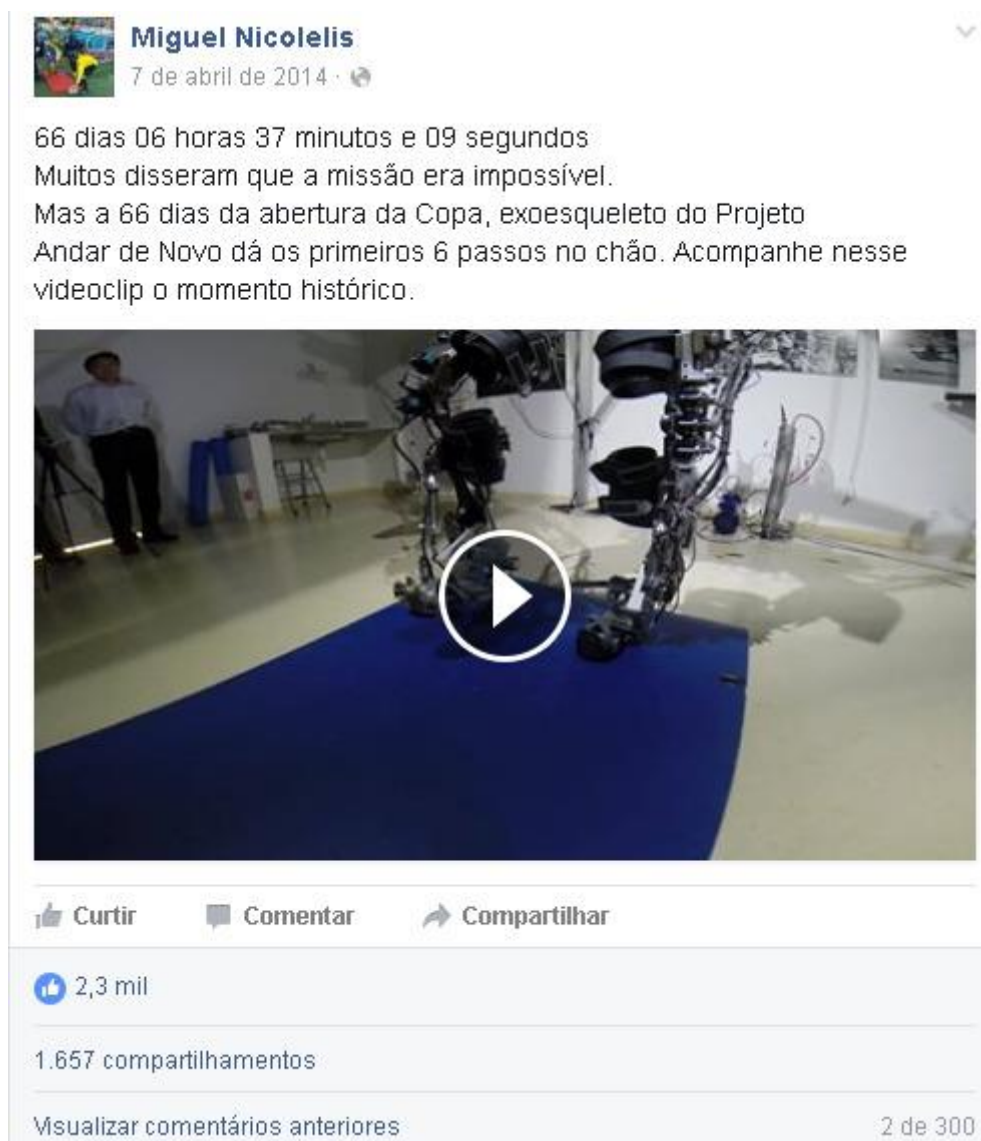 Miguel Nicolelis
7 de abril de 2014 ·
66 dias 06 horas 37 minutos e 09 segundos
Muitos disseram que a missão era impossível.
Mas a 66 dias da abertura da Copa, exoesqueleto do Projeto
Andar de Novo dá os primeiros 6 passos no chão. Acompanhe nesse
videoclip o momento histórico.
Curtir Comentar Compartilhar
2,3 mil
1.657 compartilhamentos
Visualizar comentários anteriores 2 de 300